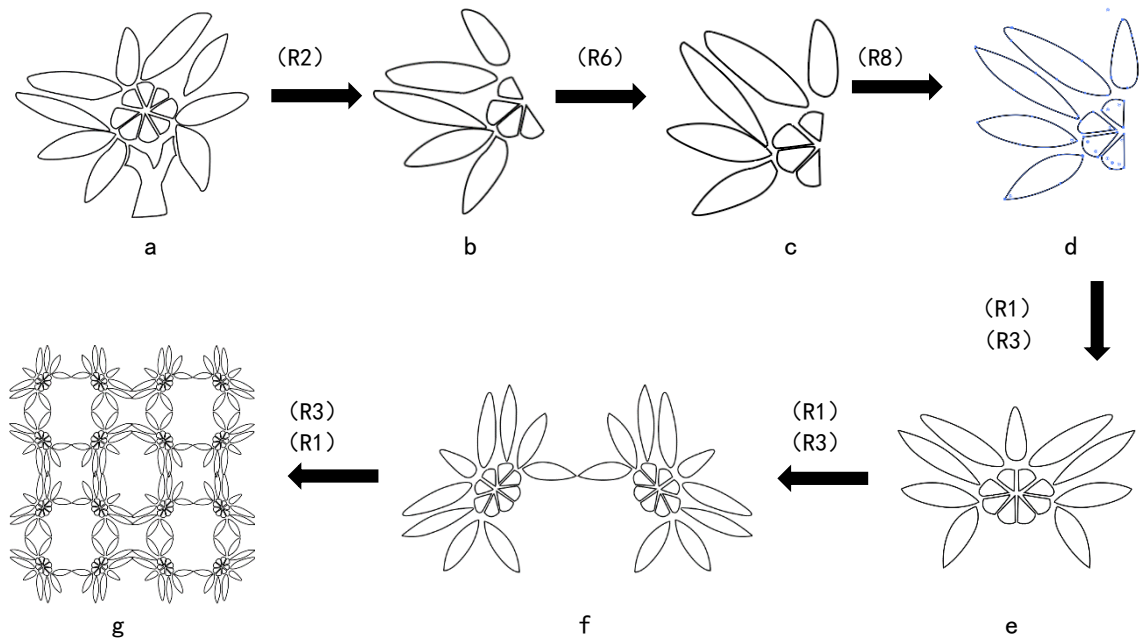 (R2)
(R6)
(R8)
a
b
c
d
(R1)
(R3)
(R3)
(R1)
(R1)
(R3)
g
f
e